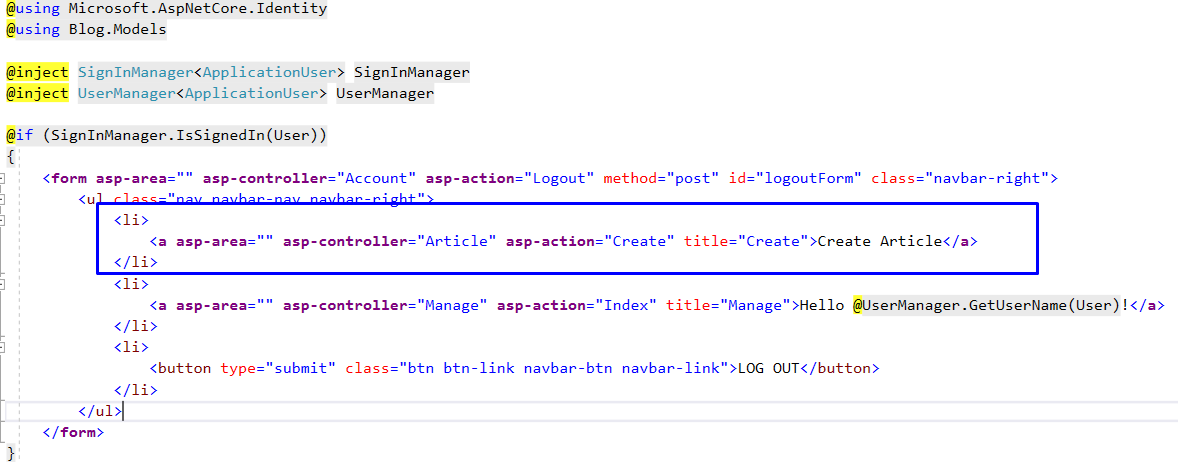 @using Microsoft.AspNetCore.Identity
@using Blog.Models
@inject SignInManager<ApplicationUser> SignInManager
@inject UserManager<ApplicationUser> UserManager
@if (SignInManager.IsSignedIn(User))
{
<form asp-area="" asp-controller="Account" asp-action="Logout" method="post" id="logoutForm" class="navbar-right">
<ul class="nav navbar-nav navbar-right">
<li>
<a asp-area="" asp-controller="Article" asp-action="Create" title="Create">Create Article</a>
</li>
<li>
<a asp-area="" asp-controller="Manage" asp-action="Index" title="Manage">Hello @UserManager.GetUserName(User)!</a>
</li>
<li>
<button type="submit" class="btn btn-link navbar-btn navbar-link">LOG OUT</button>
</li>
</ul>
</form>
}